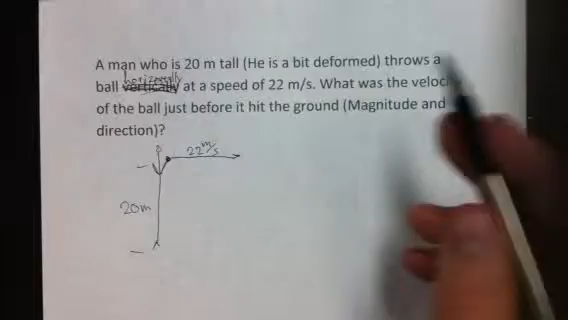 A man who is 20 m tall (He is a bit deformed) throws a
horizontally
ball vertically at a speed of 22 m/s. What was the
of the ball just before it hit the ground (Magnitude and
direction)?
22 m/s
20m